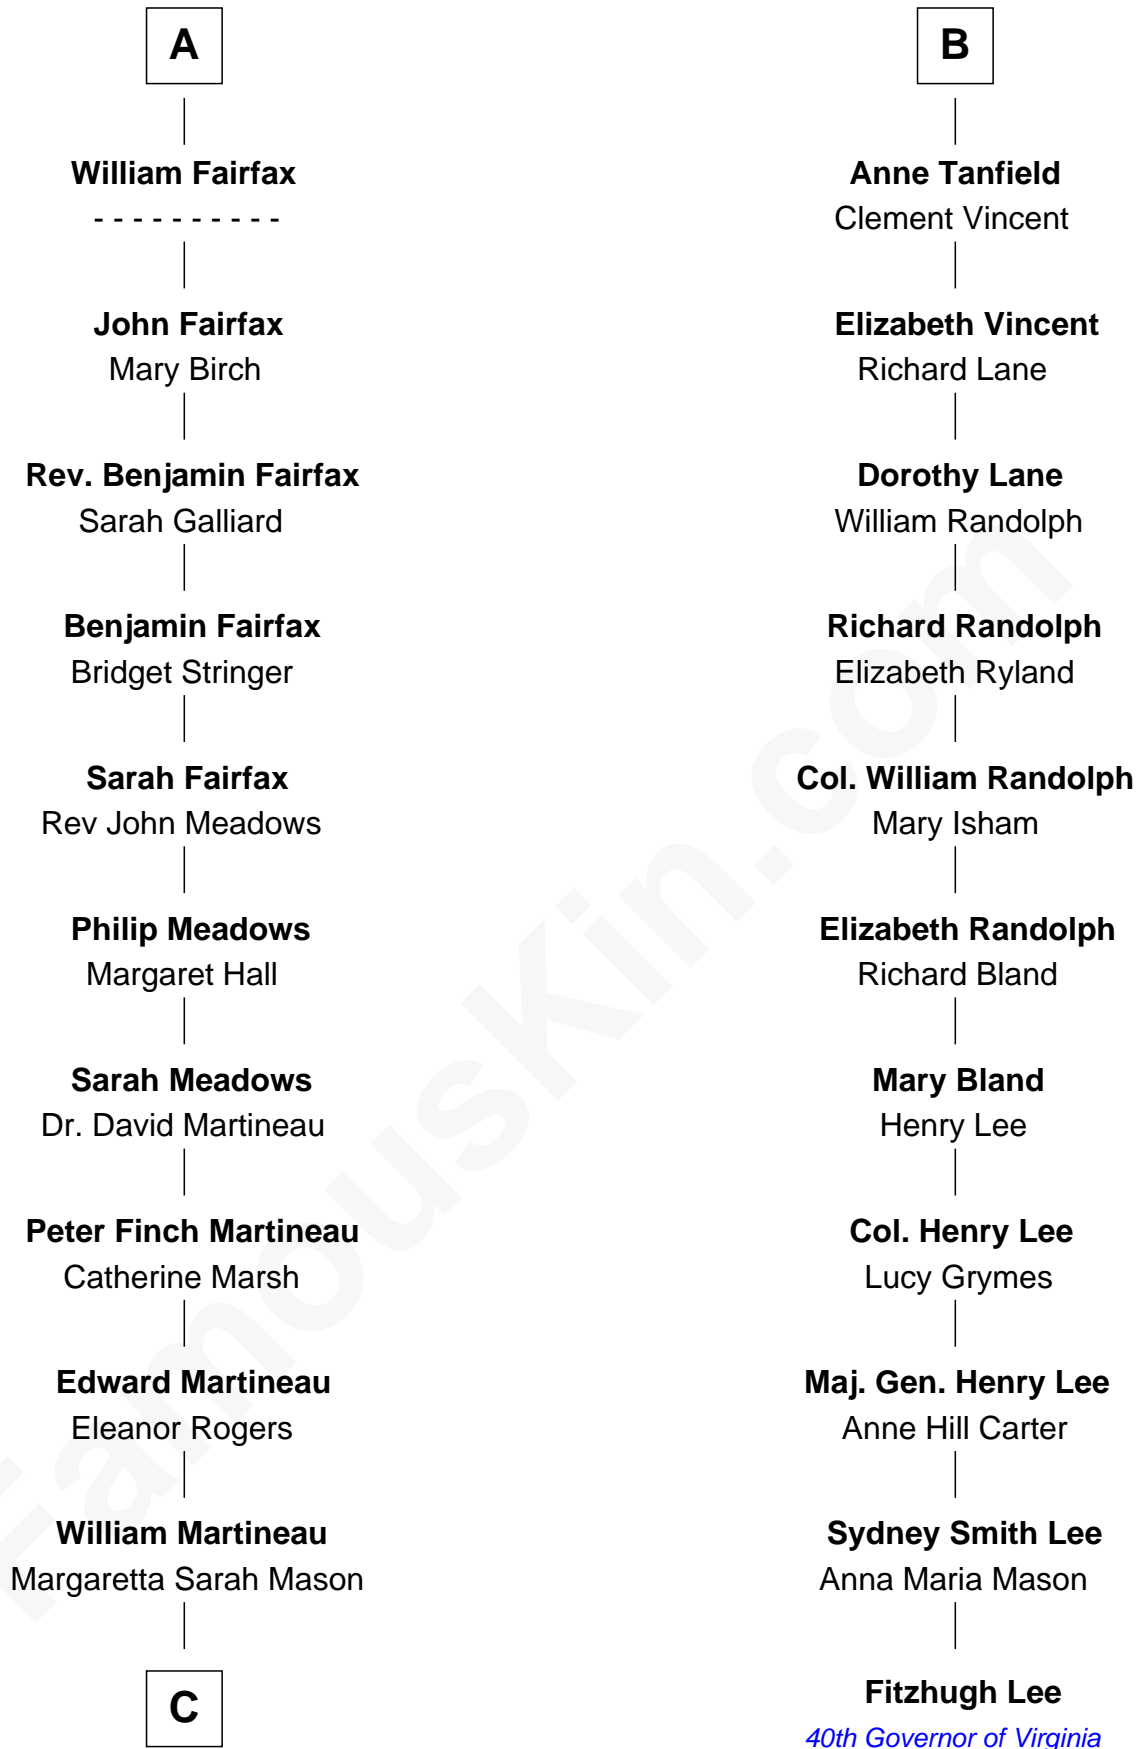 A
William Fairfax
- - - - - - - - - -
John Fairfax
Mary Birch
Rev. Benjamin Fairfax
Sarah Galliard
Benjamin Fairfax
Bridget Stringer
Sarah Fairfax
Rev John Meadows
Philip Meadows
Margaret Hall
Sarah Meadows
Dr. David Martineau
Peter Finch Martineau
Catherine Marsh
Edward Martineau
Eleanor Rogers
William Martineau
Margaretta Sarah Mason
C
B
Anne Tanfield
Clement Vincent
Elizabeth Vincent
Richard Lane
Dorothy Lane
William Randolph
Richard Randolph
Elizabeth Ryland
Col. William Randolph
Mary Isham
Elizabeth Randolph
Richard Bland
Mary Bland
Henry Lee
Col. Henry Lee
Lucy Grymes
Maj. Gen. Henry Lee
Anne Hill Carter
Sydney Smith Lee
Anna Maria Mason
Fitzhugh Lee
40th Governor of Virginia
FamousKin.com